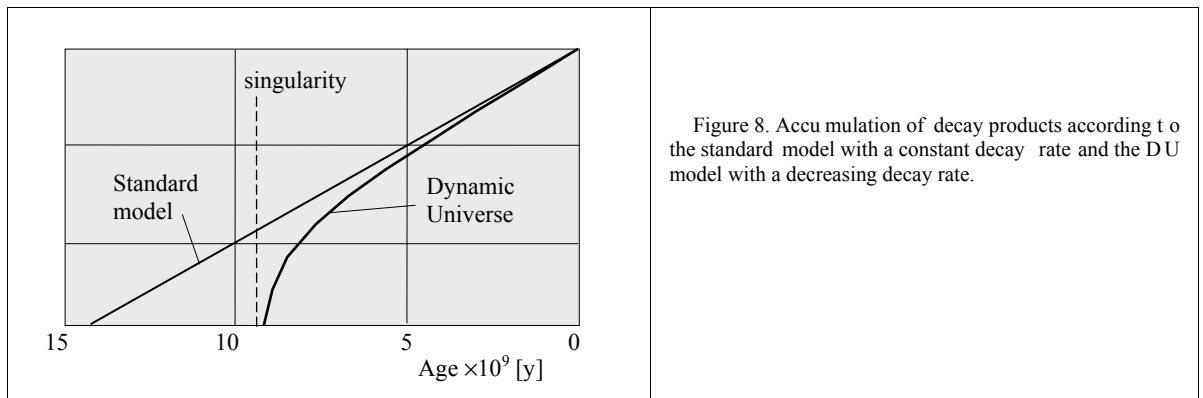 singularity
Standard
model
Dynamic
Universe
15 10 5 0
Age ×10⁹ [y]
Figure 8. Accu mulation of decay products according t o
the standard model with a constant decay rate and the D U
model with a decreasing decay rate.